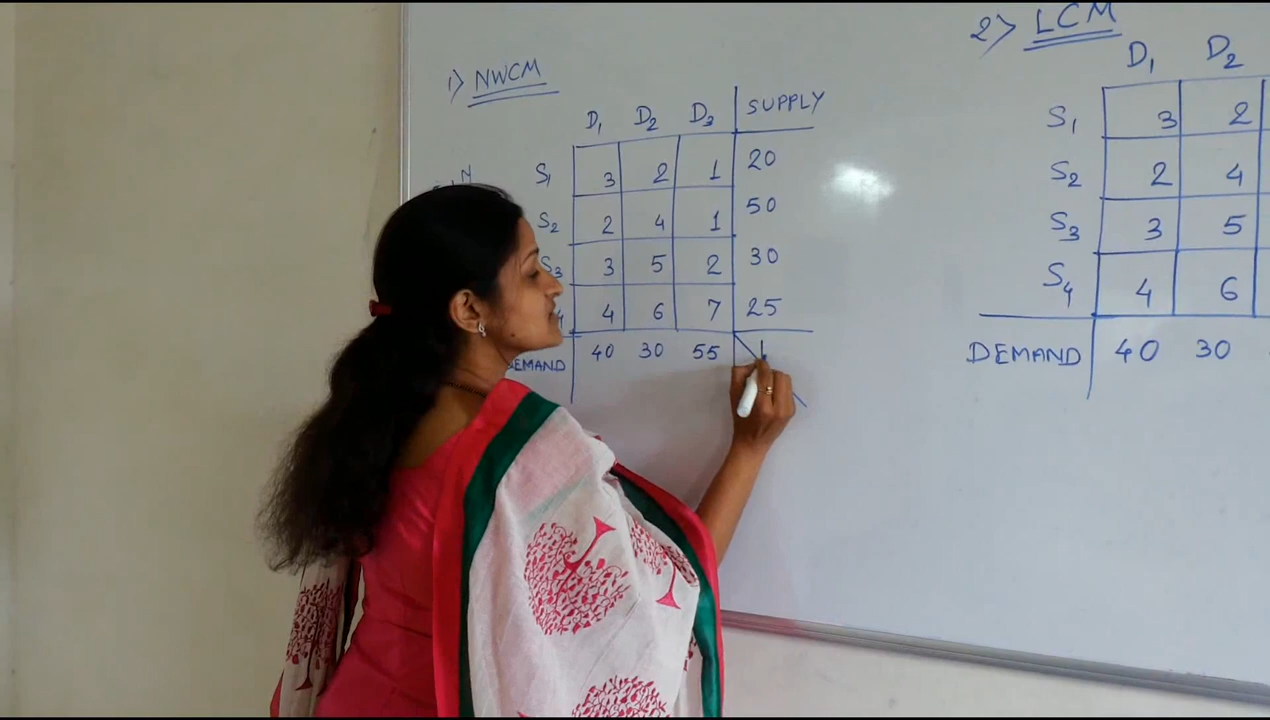 1) NWCM
D1 D2 D3 SUPPLY
S1 3 2 1 20
S2 2 4 1 50
S3 3 5 2 30
4 4 6 7 25
DEMAND 40 30 55 1
2) LCM
D1 D2
S1 3 2
S2 2 4
S3 3 5
S4 4 6
DEMAND 40 30